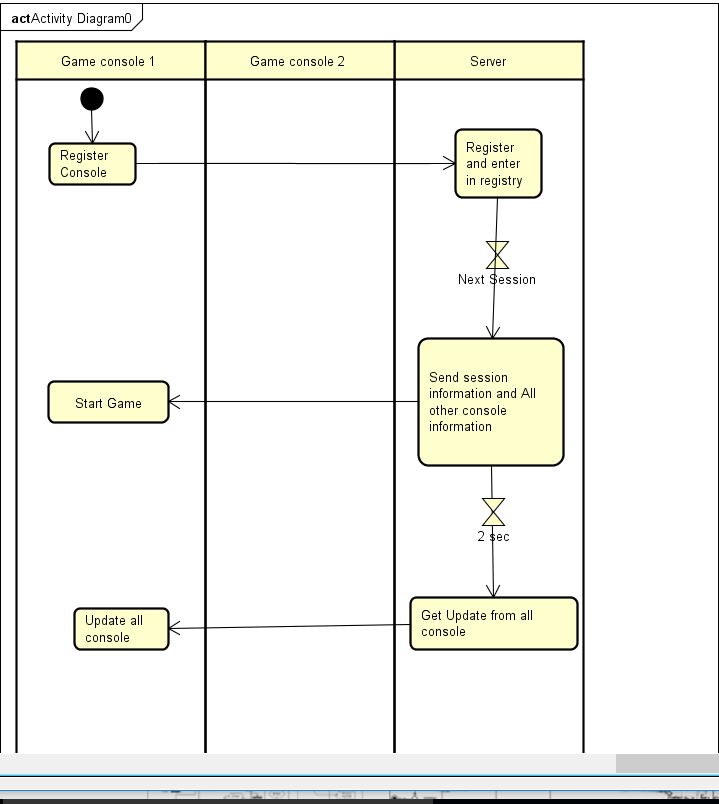 actActivity Diagram0
Game console 1
Game console 2
Server
Register
Console
Register
and enter
in registry
Next Session
Send session
information and All
other console
information
Start Game
2 sec
Get Update from all
console
Update all
console